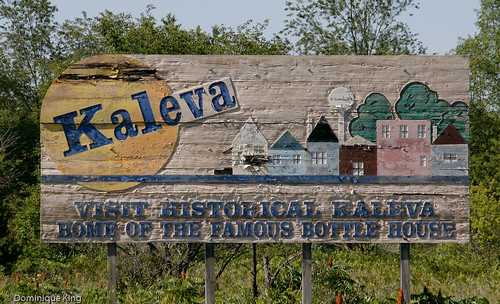 Kaleva
VISIT HISTORICAL KALEVA
HOME OF THE FAMOUS BOTTLE HOUSE
© Dominique King